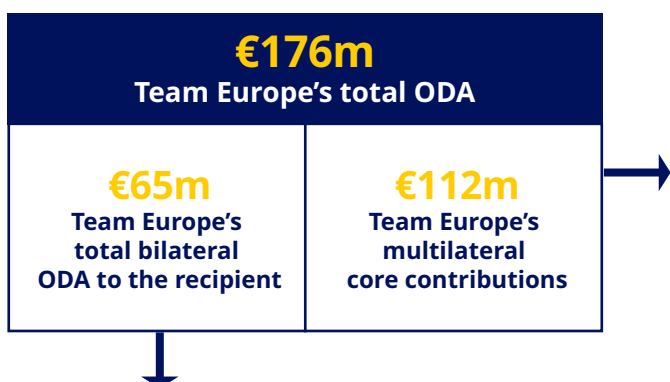 €176m
Team Europe’s total ODA
€65m
Team Europe’s
total bilateral
ODA to the recipient
€112m
Team Europe’s
multilateral
core contributions